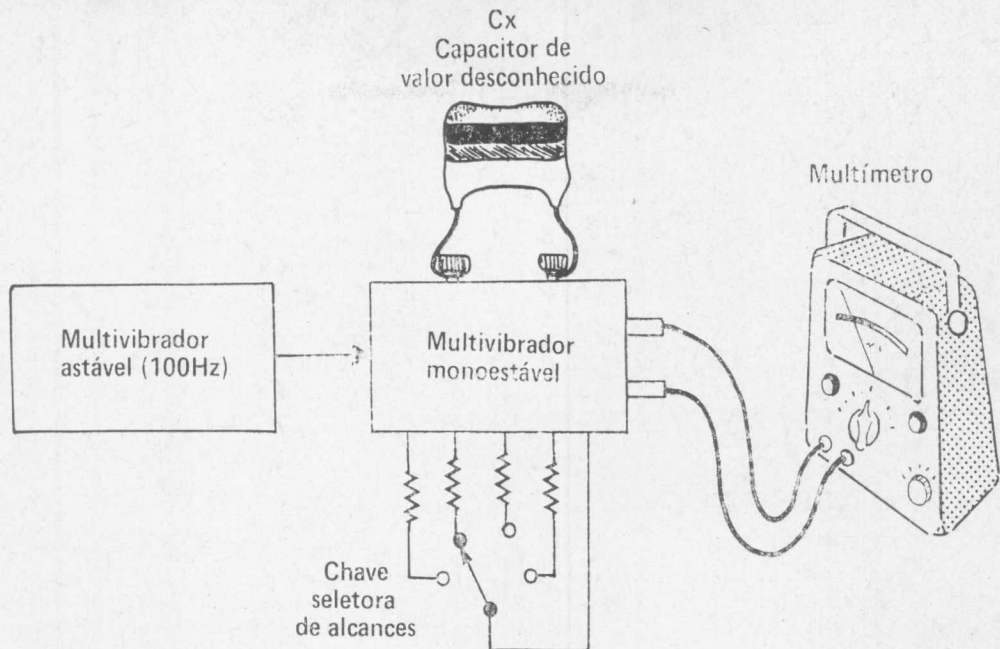 Cx
Capacitor de
valor desconhecido
Multímetro
Multivibrador
astável (100Hz)
Multivibrador
monoestável
Chave
seletora
de alcances